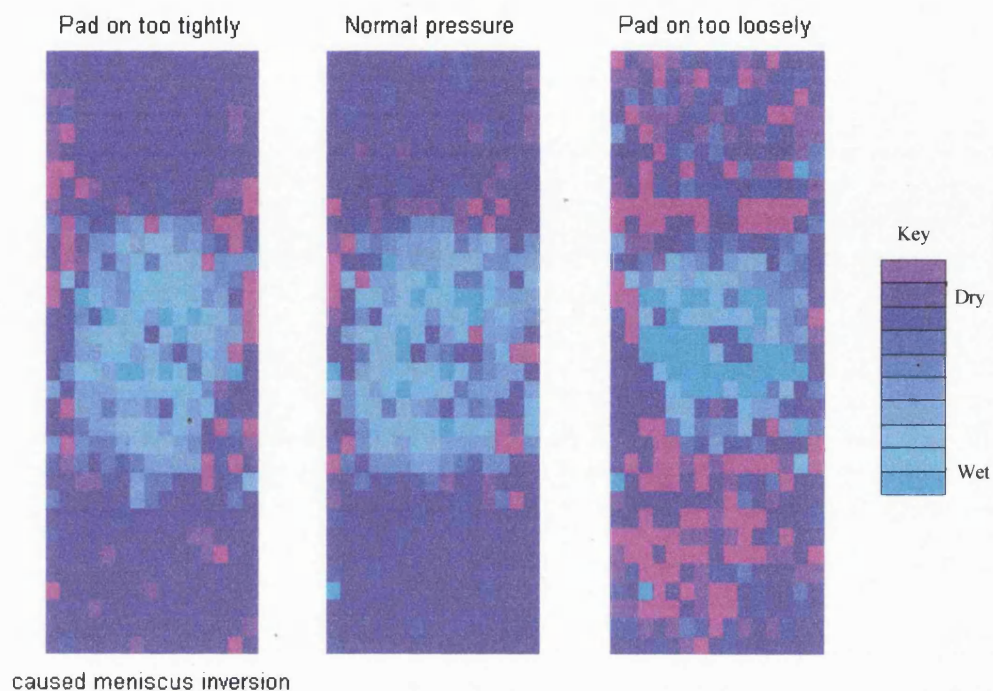 Pad on too tightly
Normal pressure
Pad on too loosely
Key
Dry
Wet
caused meniscus inversion